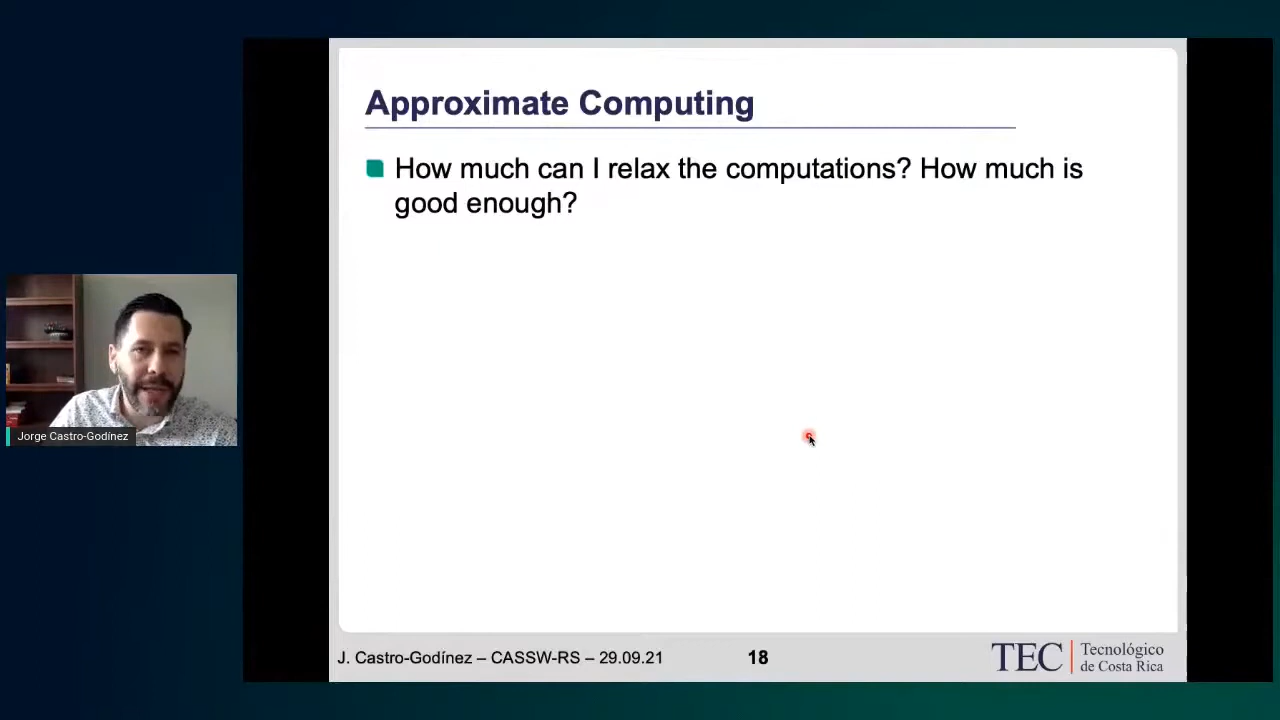 Approximate Computing
How much can I relax the computations? How much is
good enough?
Jorge Castro-Godínez
J. Castro-Godínez – CASSW-RS – 29.09.21
18
TEC
Tecnológico
de Costa Rica